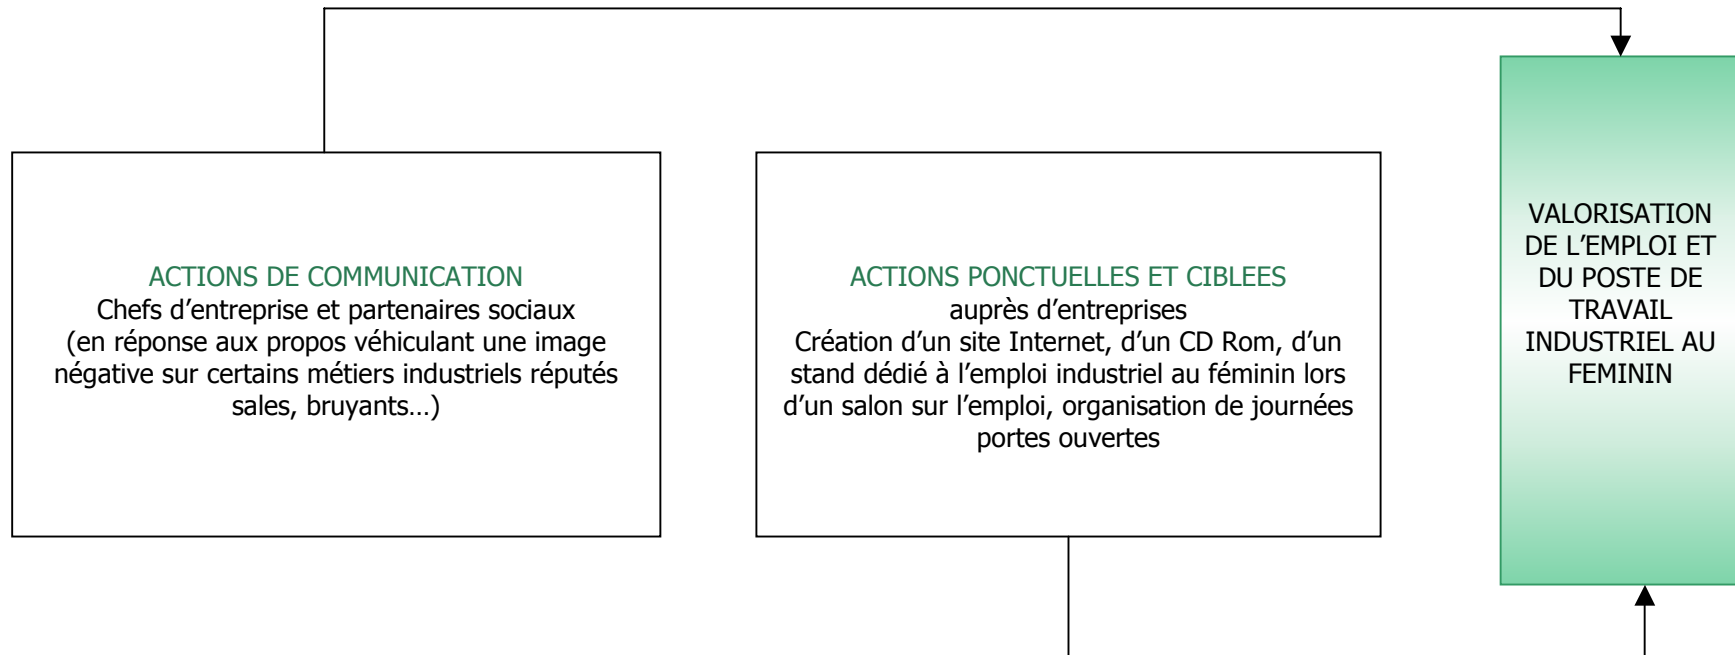 ACTIONS DE COMMUNICATION
Chefs d’entreprise et partenaires sociaux
(en réponse aux propos véhiculant une image
négative sur certains métiers industriels réputés
sales, bruyants…)
ACTIONS PONCTUELLES ET CIBLEES
auprès d’entreprises
Création d’un site Internet, d’un CD Rom, d’un
stand dédié à l’emploi industriel au féminin lors
d’un salon sur l’emploi, organisation de journées
portes ouvertes
VALORISATION
DE L’EMPLOI ET
DU POSTE DE
TRAVAIL
INDUSTRIEL AU
FEMININ